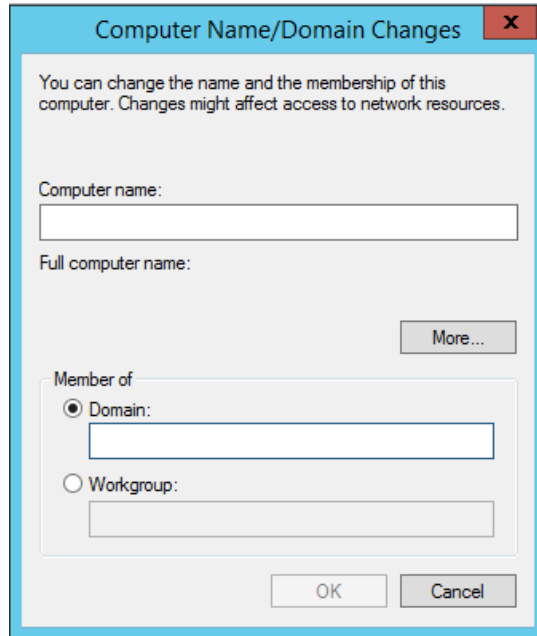 Computer Name/Domain Changes
x
You can change the name and the membership of this
computer. Changes might affect access to network resources.
Computer name:
Full computer name:
More...
Member of
Domain:
Workgroup:
OK
Cancel